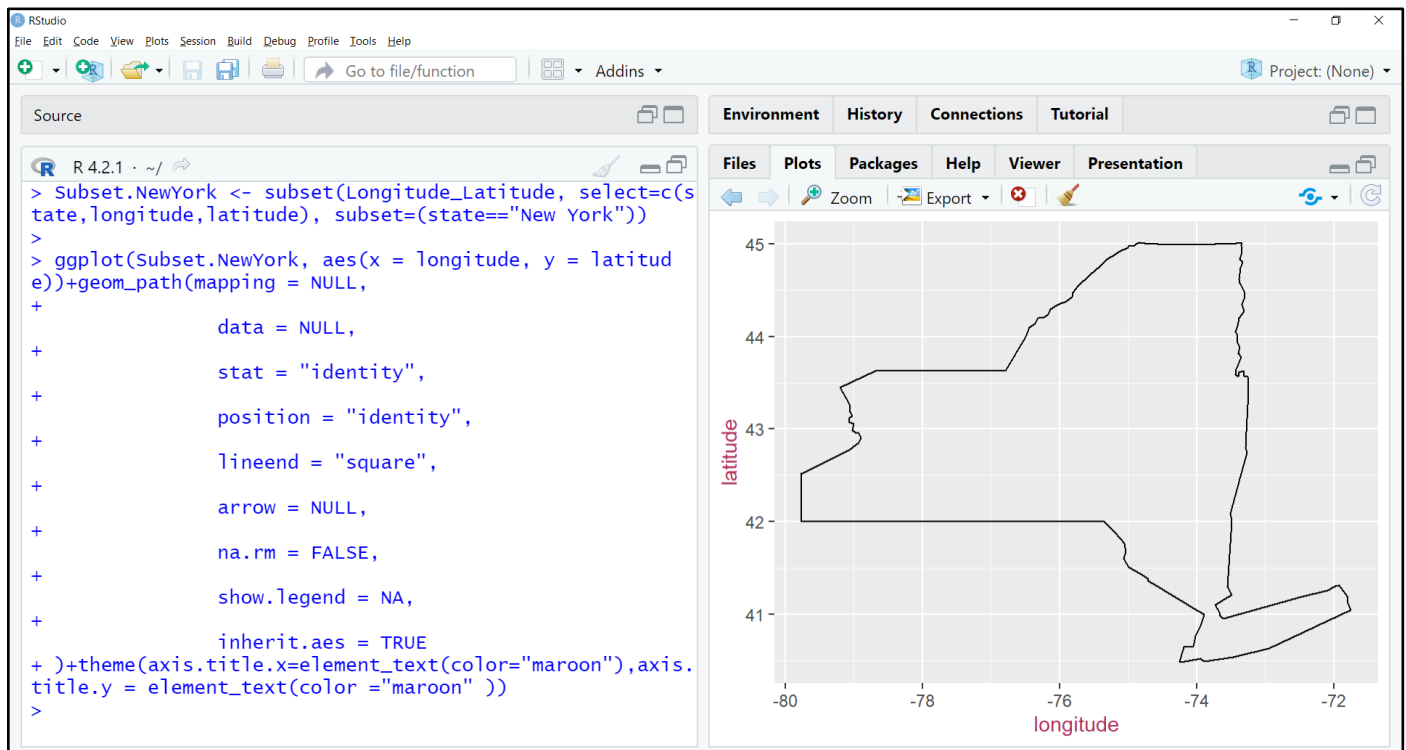 RStudio
File Edit Code View Plots Session Build Debug Profile Tools Help
Go to file/function Addins Project: (None)
Source
R 4.2.1 · ~/
> Subset.NewYork <- subset(Longitude_Latitude, select=c(s
tate,longitude,latitude), subset=(state=="New York"))
>
> ggplot(Subset.NewYork, aes(x = longitude, y = latitud
e))+geom_path(mapping = NULL,
+
data = NULL,
+
stat = "identity",
+
position = "identity",
+
lineend = "square",
+
arrow = NULL,
+
na.rm = FALSE,
+
show.legend = NA,
+
inherit.aes = TRUE
+ )+theme(axis.title.x=element_text(color="maroon"),axis.
title.y = element_text(color ="maroon" ))
>
Environment History Connections Tutorial
Files Plots Packages Help Viewer Presentation
Zoom Export
45
44
43
42
41
latitude
-80 -78 -76 -74 -72
longitude